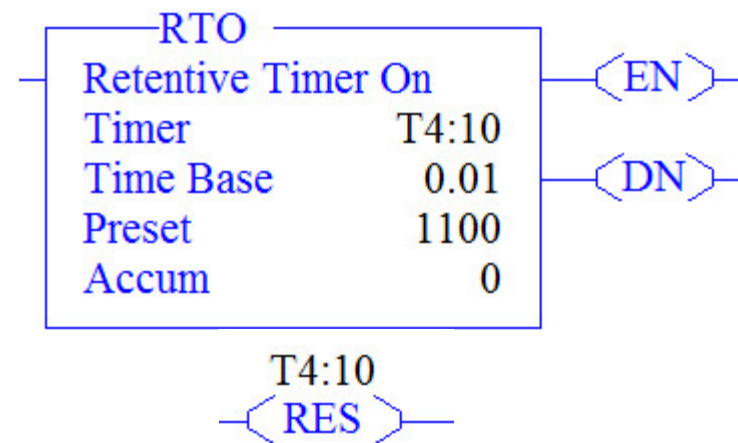 RTO
Retentive Timer On
EN
Timer T4:10
Time Base 0.01
DN
Preset 1100
Accum 0
T4:10
RES